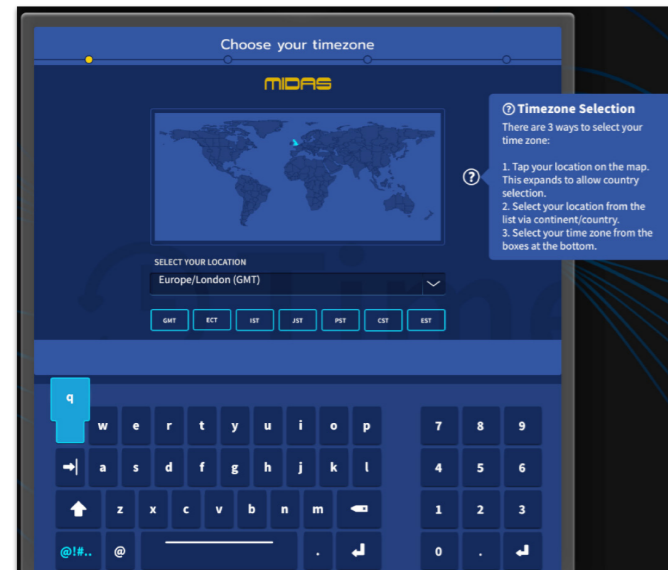 Choose your timezone
MIDAS
? Timezone Selection
There are 3 ways to select your
time zone:
1. Tap your location on the map.
This expands to allow country
selection.
2. Select your location from the
list via continent/country.
3. Select your time zone from the
boxes at the bottom.
?
SELECT YOUR LOCATION
Europe/London (GMT)
GMT ECT IST JST PST CST EST
Time
q
w e r t y u i o p 7 8 9
a s d f g h j k l 4 5 6
z x c v b n m 1 2 3
@!#.. @ . 0 .